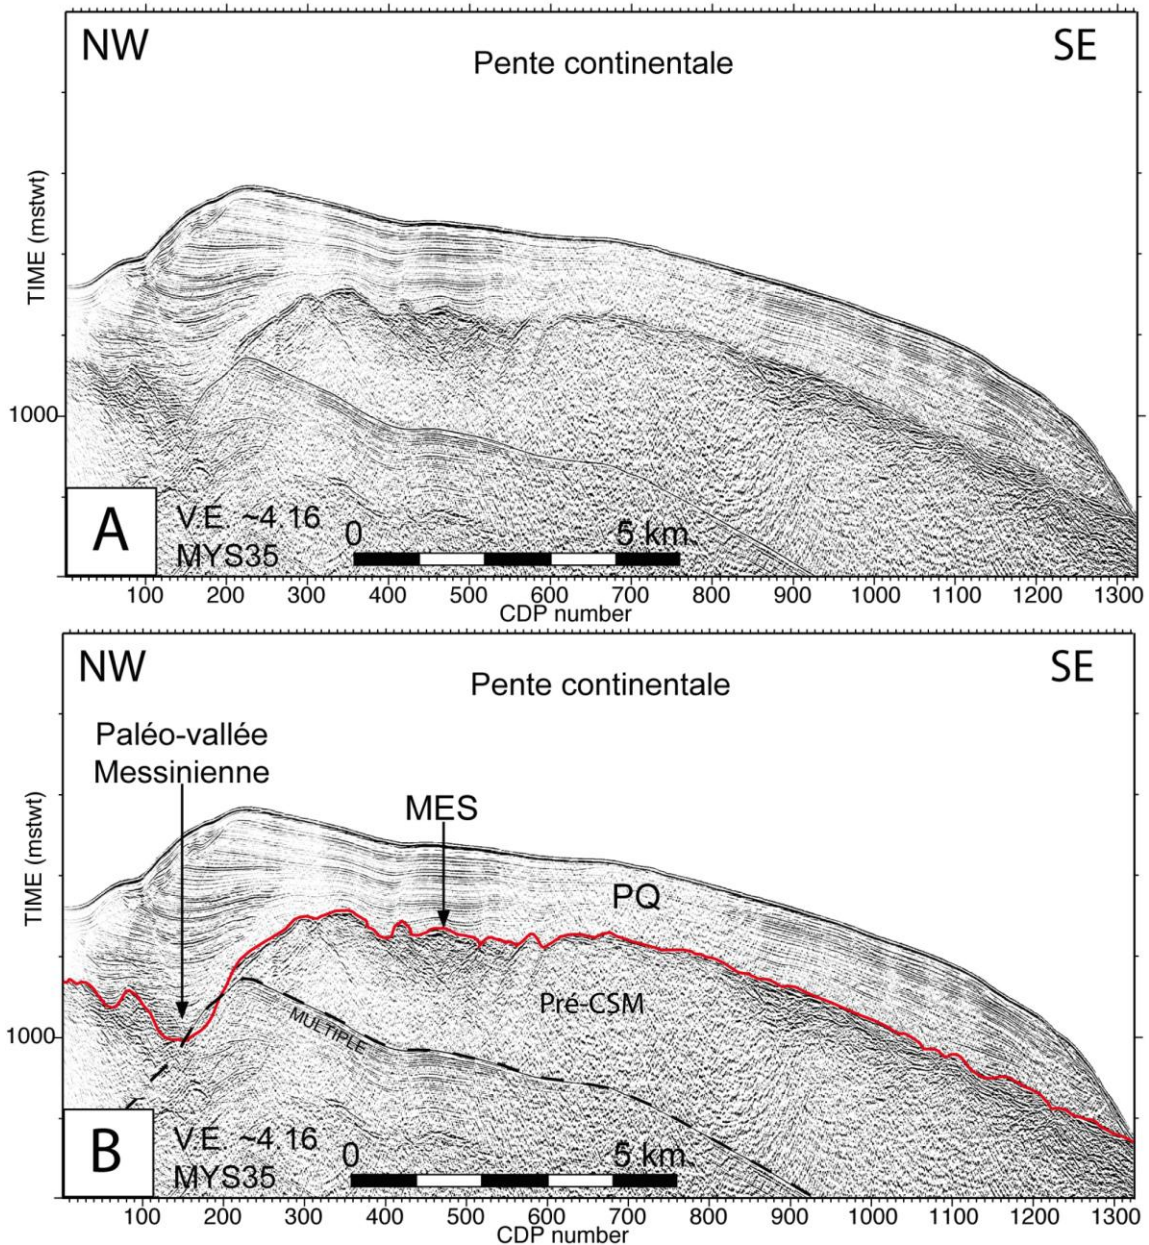 NW
SE
Pente continentale
TIME (mstwt)
1000
A
V.E. ~4.16
MYS35
0
5 km.
100 200 300 400 500 600 700 800 900 1000 1100 1200 1300
CDP number
NW
SE
Pente continentale
Paléo-vallée
Messinienne
MES
PQ
Pré-CSM
MULTIPLE
TIME (mstwt)
1000
B
V.E. ~4.16
MYS35
0
5 km.
100 200 300 400 500 600 700 800 900 1000 1100 1200 1300
CDP number